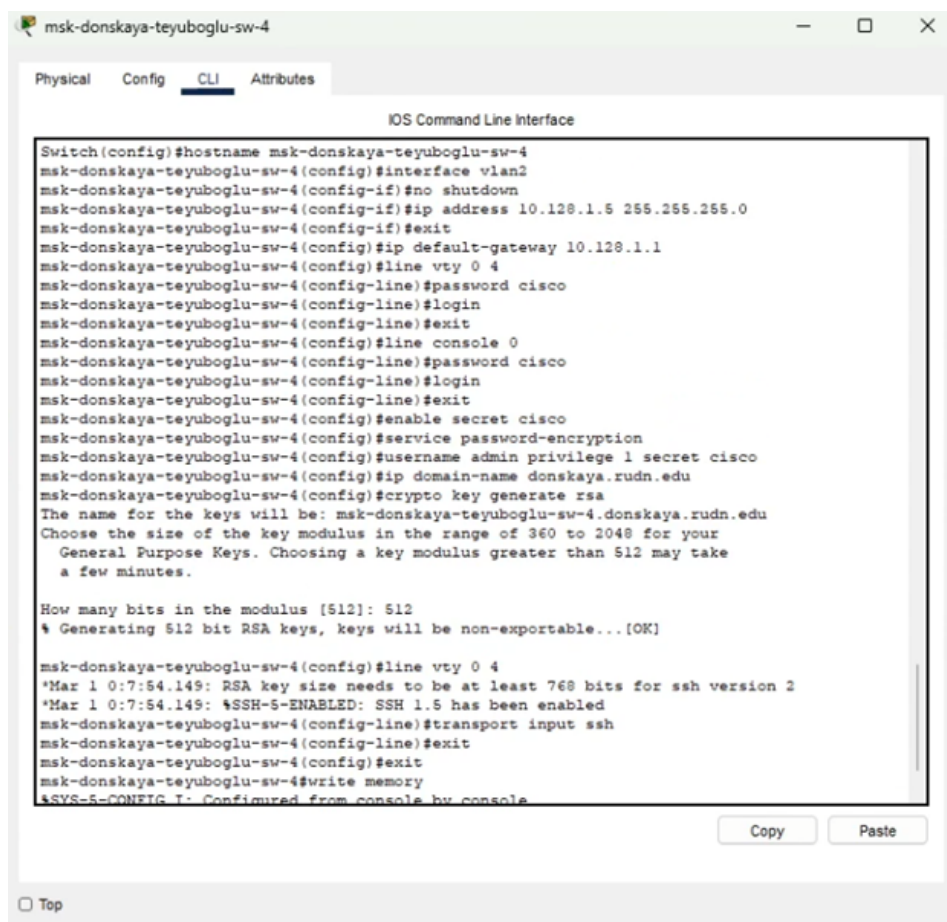 msk-donskaya-teyuboglu-sw-4
Physical Config CLI Attributes
IOS Command Line Interface
Switch(config)#hostname msk-donskaya-teyuboglu-sw-4
msk-donskaya-teyuboglu-sw-4(config)#interface vlan2
msk-donskaya-teyuboglu-sw-4(config-if)#no shutdown
msk-donskaya-teyuboglu-sw-4(config-if)#ip address 10.128.1.5 255.255.255.0
msk-donskaya-teyuboglu-sw-4(config-if)#exit
msk-donskaya-teyuboglu-sw-4(config)#ip default-gateway 10.128.1.1
msk-donskaya-teyuboglu-sw-4(config)#line vty 0 4
msk-donskaya-teyuboglu-sw-4(config-line)#password cisco
msk-donskaya-teyuboglu-sw-4(config-line)#login
msk-donskaya-teyuboglu-sw-4(config-line)#exit
msk-donskaya-teyuboglu-sw-4(config)#line console 0
msk-donskaya-teyuboglu-sw-4(config-line)#password cisco
msk-donskaya-teyuboglu-sw-4(config-line)#login
msk-donskaya-teyuboglu-sw-4(config-line)#exit
msk-donskaya-teyuboglu-sw-4(config)#enable secret cisco
msk-donskaya-teyuboglu-sw-4(config)#service password-encryption
msk-donskaya-teyuboglu-sw-4(config)#username admin privilege 1 secret cisco
msk-donskaya-teyuboglu-sw-4(config)#ip domain-name donskaya.rudn.edu
msk-donskaya-teyuboglu-sw-4(config)#crypto key generate rsa
The name for the keys will be: msk-donskaya-teyuboglu-sw-4.donskaya.rudn.edu
Choose the size of the key modulus in the range of 360 to 2048 for your
General Purpose Keys. Choosing a key modulus greater than 512 may take
a few minutes.
How many bits in the modulus [512]: 512
% Generating 512 bit RSA keys, keys will be non-exportable...[OK]
msk-donskaya-teyuboglu-sw-4(config)#line vty 0 4
*Mar 1 0:7:54.149: RSA key size needs to be at least 768 bits for ssh version 2
*Mar 1 0:7:54.149: %SSH-5-ENABLED: SSH 1.5 has been enabled
msk-donskaya-teyuboglu-sw-4(config-line)#transport input ssh
msk-donskaya-teyuboglu-sw-4(config-line)#exit
msk-donskaya-teyuboglu-sw-4(config)#exit
msk-donskaya-teyuboglu-sw-4#write memory
%SYS-5-CONFIG_I: Configured from console by console
Copy Paste
Top